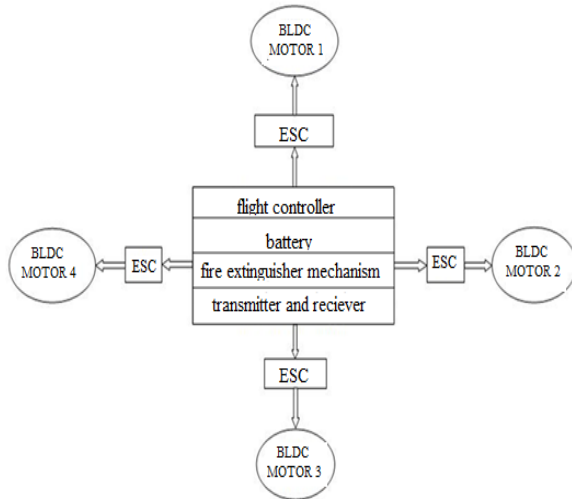 BLDC
MOTOR 1
ESC
flight controller
battery
fire extinguisher mechanism
transmitter and reciever
BLDC
MOTOR 4
ESC
ESC
BLDC
MOTOR 2
ESC
BLDC
MOTOR 3